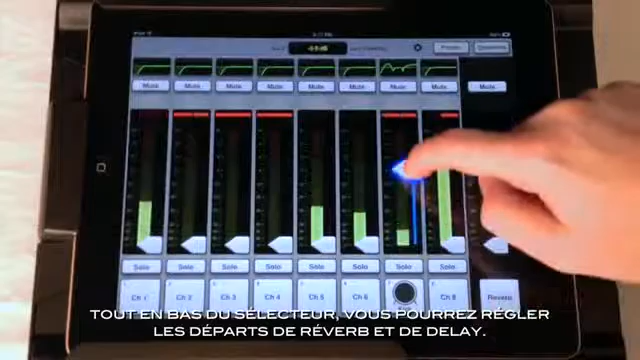 Mute Mute Mute Mute Mute Mute Mute Mute Mute
Solo Solo Solo Solo Solo Solo Solo Solo
Ch 1 Ch 2 Ch 3 Ch 4 Ch 5 Ch 6 Ch 8 Reverb
TOUT EN BAS DU SÉLECTEUR, VOUS POURREZ RÉGLER
LES DÉPARTS DE RÉVERB ET DE DELAY.